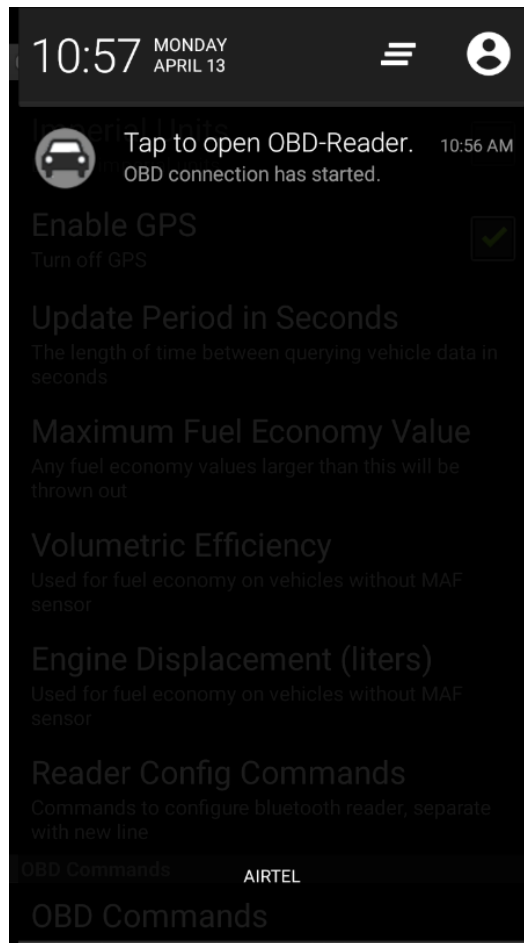 10:57 MONDAY
APRIL 13
Imperial Units
Tap to open OBD-Reader. 10:56 AM
OBD connection has started.
Enable GPS
Turn off GPS
Update Period in Seconds
The length of time between querying vehicle data in
seconds
Maximum Fuel Economy Value
Any fuel economy values larger than this will be
thrown out
Volumetric Efficiency
Used for fuel economy on vehicles without MAF
sensor
Engine Displacement (liters)
Used for fuel economy on vehicles without MAF
sensor
Reader Config Commands
Commands to configure bluetooth reader, separate
with new line
OBD Commands
AIRTEL
OBD Commands